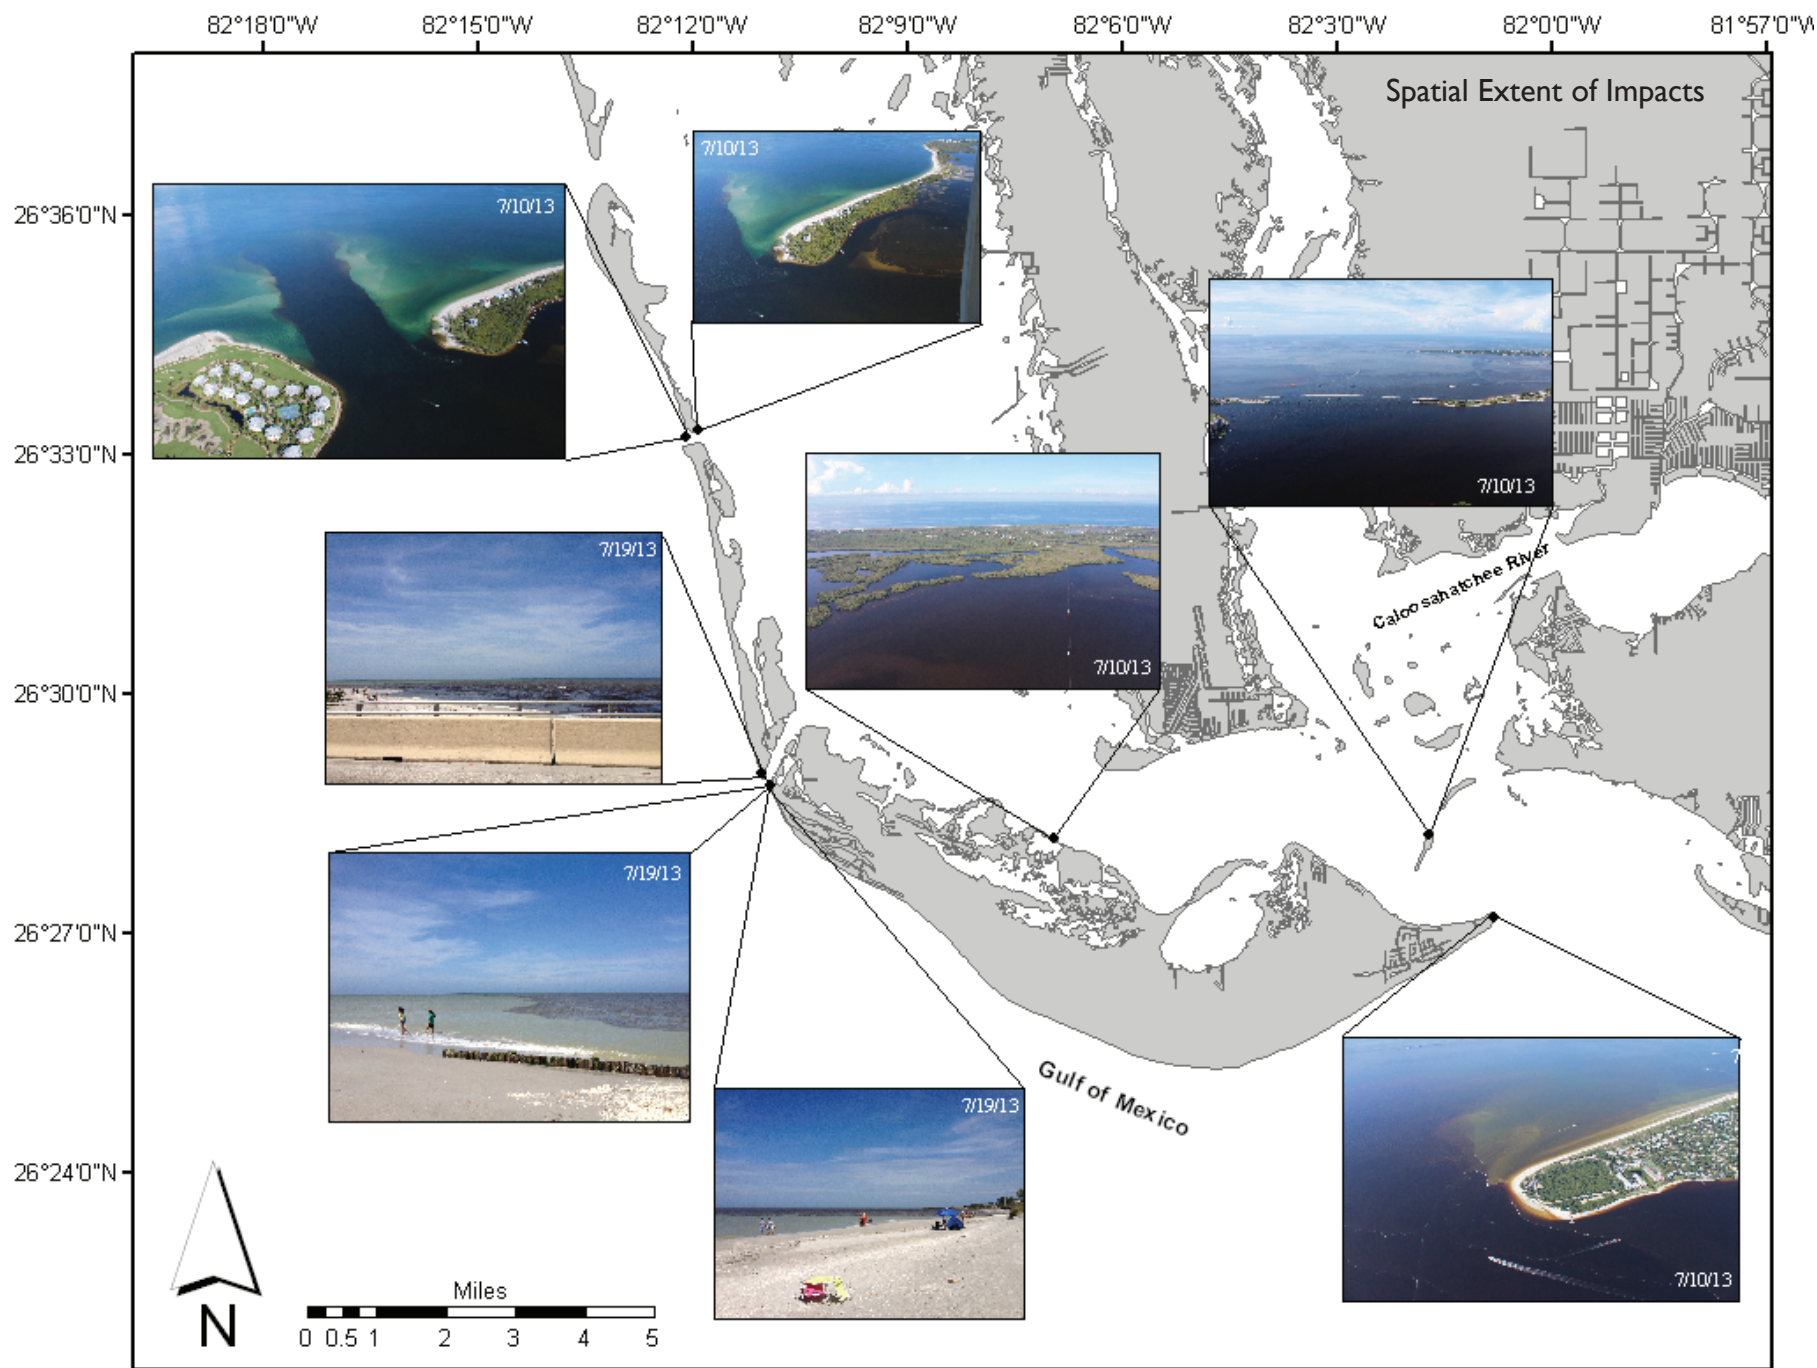 82°18'0"W 82°15'0"W 82°12'0"W 82°9'0"W 82°6'0"W 82°3'0"W 82°0'0"W 81°57'0"W
Spatial Extent of Impacts
7/10/13
7/10/13
26°36'0"N
26°33'0"N
7/10/13
7/19/13
Caloosahatchee River
7/10/13
26°30'0"N
7/19/13
26°27'0"N
Gulf of Mexico
7/19/13
26°24'0"N
7/10/13
Miles
N
0 0.5 1 2 3 4 5